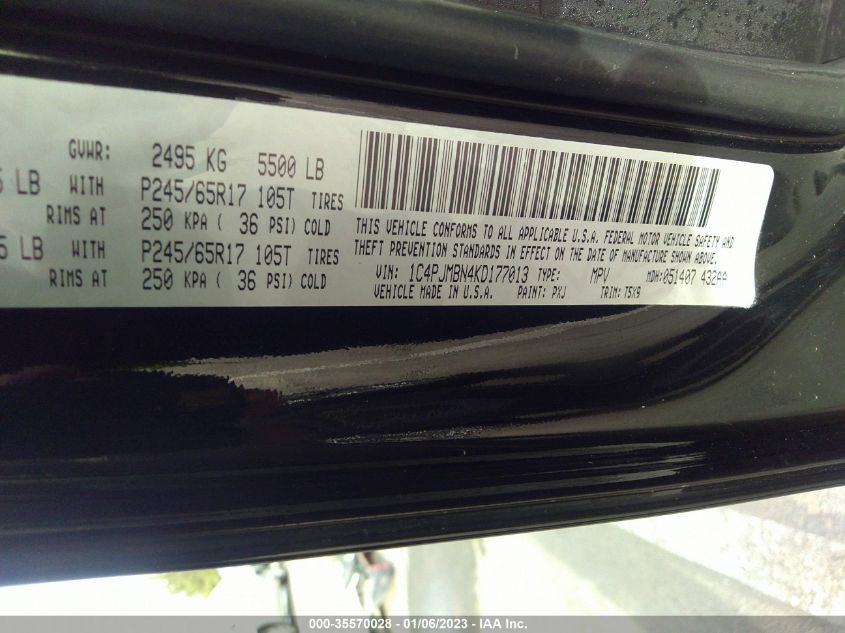 GVWR: 2495 KG 5500 LB
LB WITH P245/65R17 105T TIRES
RIMS AT 250 KPA ( 36 PSI) COLD
5 LB WITH P245/65R17 105T TIRES
RIMS AT 250 KPA ( 36 PSI) COLD
THIS VEHICLE CONFORMS TO ALL APPLICABLE U.S.A. FEDERAL MOTOR VEHICLE SAFETY AND
THEFT PREVENTION STANDARDS IN EFFECT ON THE DATE OF MANUFACTURE SHOWN ABOVE.
VIN: 1C4PJMBN4KD177013 TYPE: MPV MDH: 051407 432AA
VEHICLE MADE IN U.S.A. PAINT: PXJ TRIM: T5X9
000-35570028 - 01/06/2023 - IAA Inc.